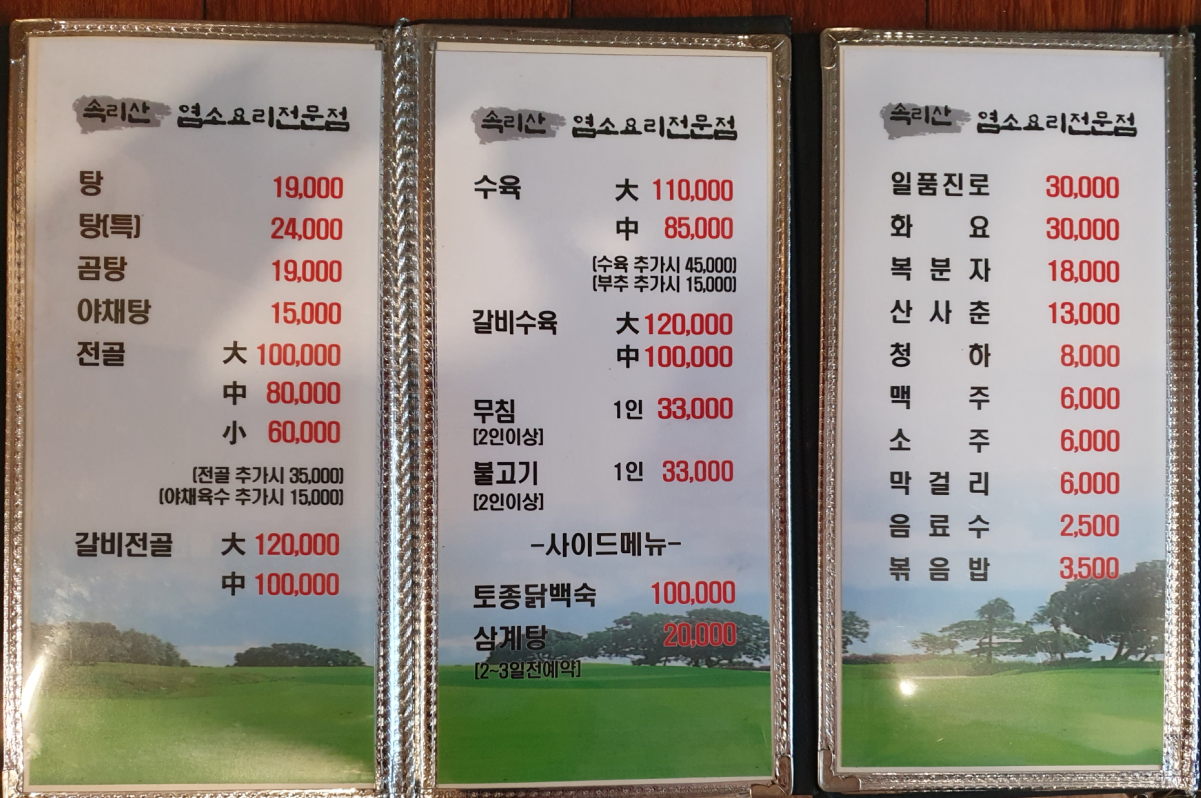 속리산 염소요리전문점
탕 19,000
탕(특) 24,000
곰탕 19,000
야채탕 15,000
전골 大 100,000
中 80,000
小 60,000
(전골 추가시 35,000)
(야채육수 추가시 15,000)
갈비전골 大 120,000
中 100,000
속리산 염소요리전문점
수육 大 110,000
中 85,000
(수육 추가시 45,000)
(부추 추가시 15,000)
갈비수육 大 120,000
中 100,000
무침 1인 33,000
[2인이상]
불고기 1인 33,000
[2인이상]
-사이드메뉴-
토종닭백숙 100,000
삼계탕 20,000
[2~3일전예약]
속리산 염소요리전문점
일품진로 30,000
화요 30,000
복분자 18,000
산사춘 13,000
청하 8,000
맥주 6,000
소주 6,000
막걸리 6,000
음료수 2,500
볶음밥 3,500